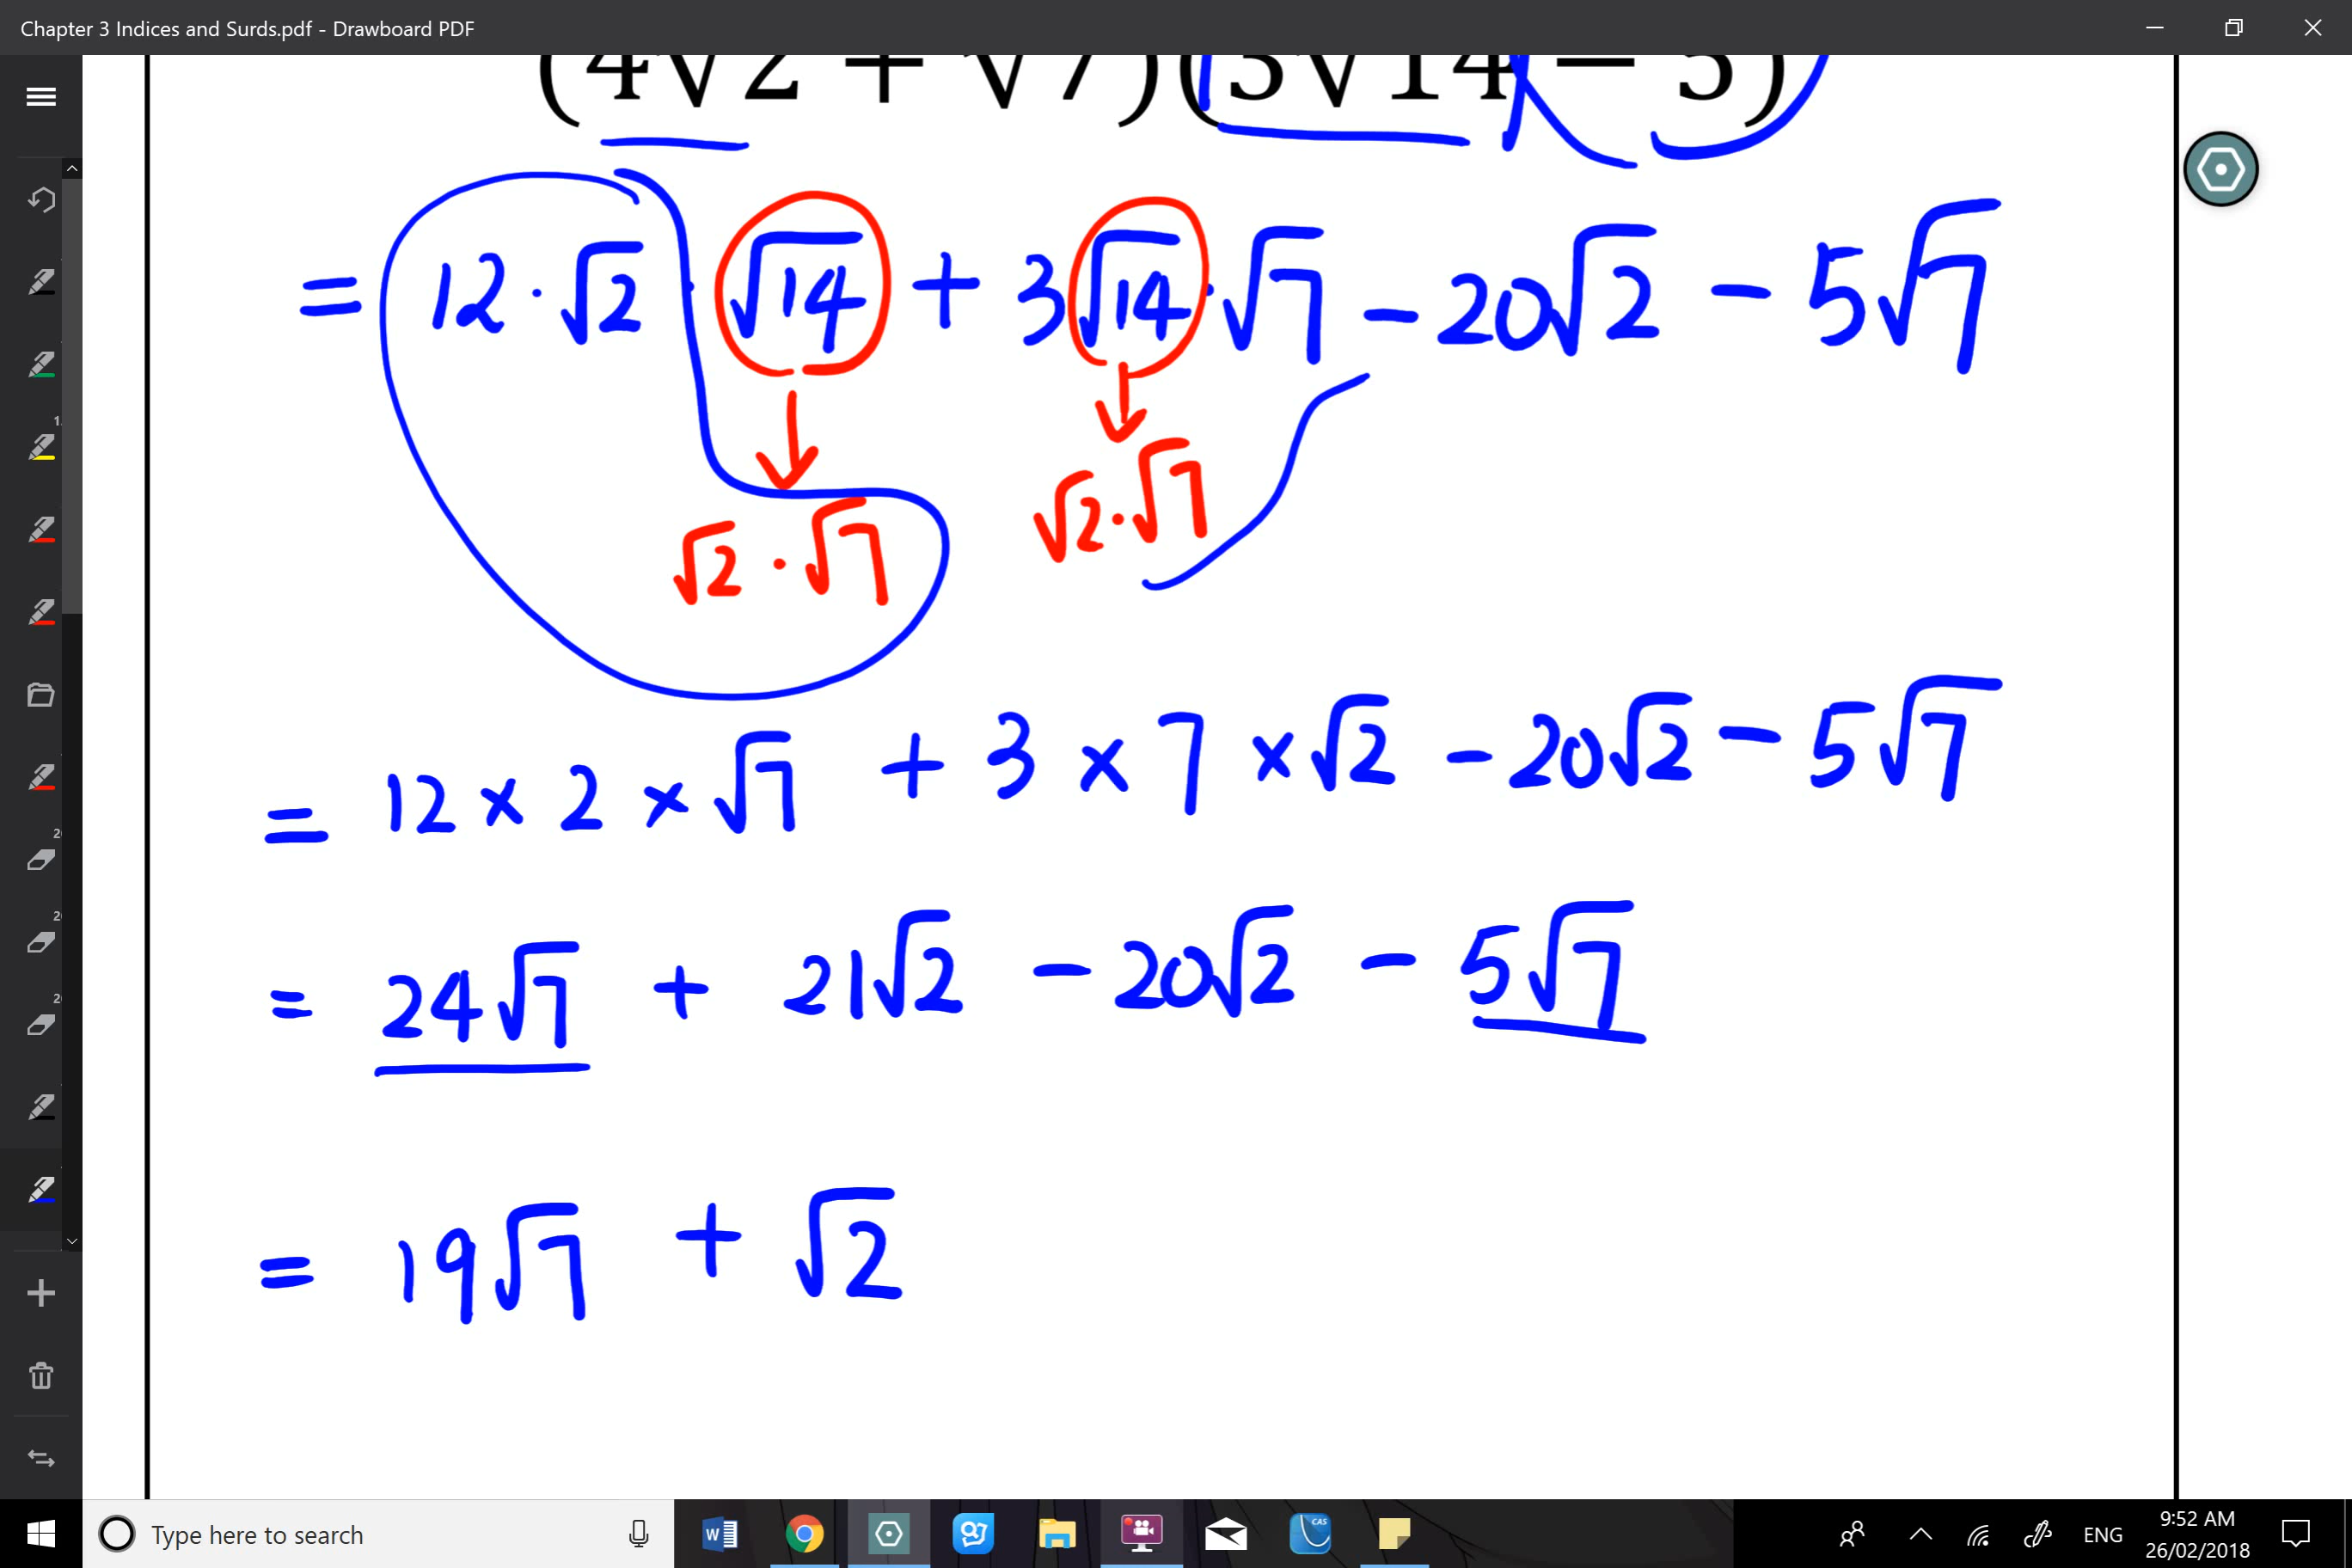 Chapter 3 Indices and Surds.pdf - Drawboard PDF
(4√2 + √7)(3√14 − 5)
= 12·√2 · √14 + 3√14·√7 − 20√2 − 5√7
√2·√7 √2·√7
= 12 × 2 × √7 + 3 × 7 × √2 − 20√2 − 5√7
= 24√7 + 21√2 − 20√2 − 5√7
= 19√7 + √2
Type here to search
CAS
ENG
9:52 AM
26/02/2018